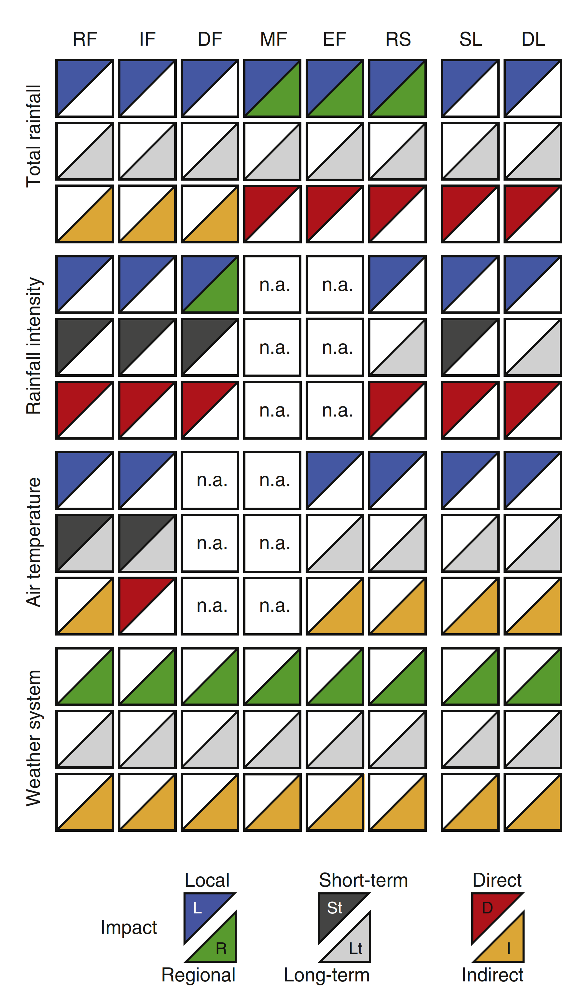 RF IF DF MF EF RS SL DL
Total rainfall
Rainfall intensity
n.a. n.a.
n.a. n.a.
n.a. n.a.
Air temperature
n.a. n.a.
n.a. n.a.
n.a. n.a.
Weather system
Local Short-term Direct
L St D
Impact
R Lt I
Regional Long-term Indirect